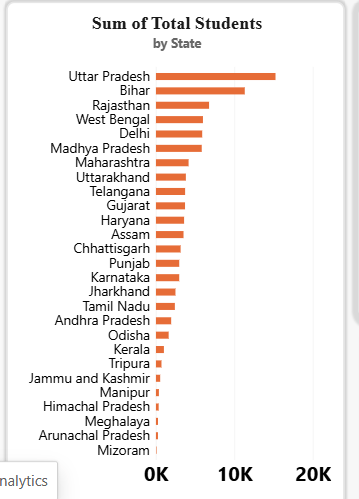 Sum of Total Students
by State
Uttar Pradesh
Bihar
Rajasthan
West Bengal
Delhi
Madhya Pradesh
Maharashtra
Uttarakhand
Telangana
Gujarat
Haryana
Assam
Chhattisgarh
Punjab
Karnataka
Jharkhand
Tamil Nadu
Andhra Pradesh
Odisha
Kerala
Tripura
Jammu and Kashmir
Manipur
Himachal Pradesh
Meghalaya
Arunachal Pradesh
Mizoram
0K 10K 20K
nalytics